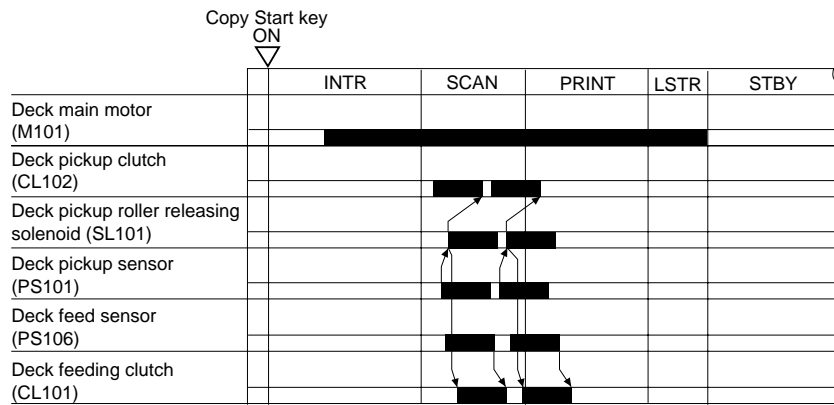 Copy Start key
ON
INTR SCAN PRINT LSTR STBY
Deck main motor
(M101)
Deck pickup clutch
(CL102)
Deck pickup roller releasing
solenoid (SL101)
Deck pickup sensor
(PS101)
Deck feed sensor
(PS106)
Deck feeding clutch
(CL101)